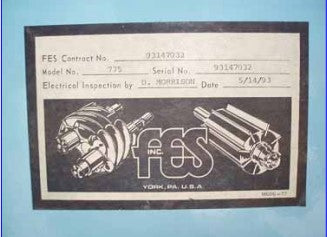 FES Contract No. 93147032
Model No. 775 Serial No. 93147032
Electrical Inspection by D. MORRISON Date 5/14/93
FES
INC.
YORK, PA. U.S.A.